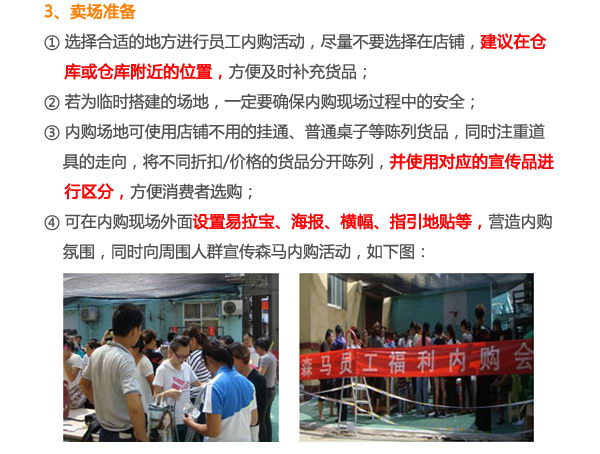 3、卖场准备
① 选择合适的地方进行员工内购活动，尽量不要选择在店铺，建议在仓
库或仓库附近的位置，方便及时补充货品；
② 若为临时搭建的场地，一定要确保内购现场过程中的安全；
③ 内购场地可使用店铺不用的挂通、普通桌子等陈列货品，同时注重道
具的走向，将不同折扣/价格的货品分开陈列，并使用对应的宣传品进
行区分，方便消费者选购；
④ 可在内购现场外面设置易拉宝、海报、横幅、指引地贴等，营造内购
氛围，同时向周围人群宣传森马内购活动，如下图：
森马员工福利内购会